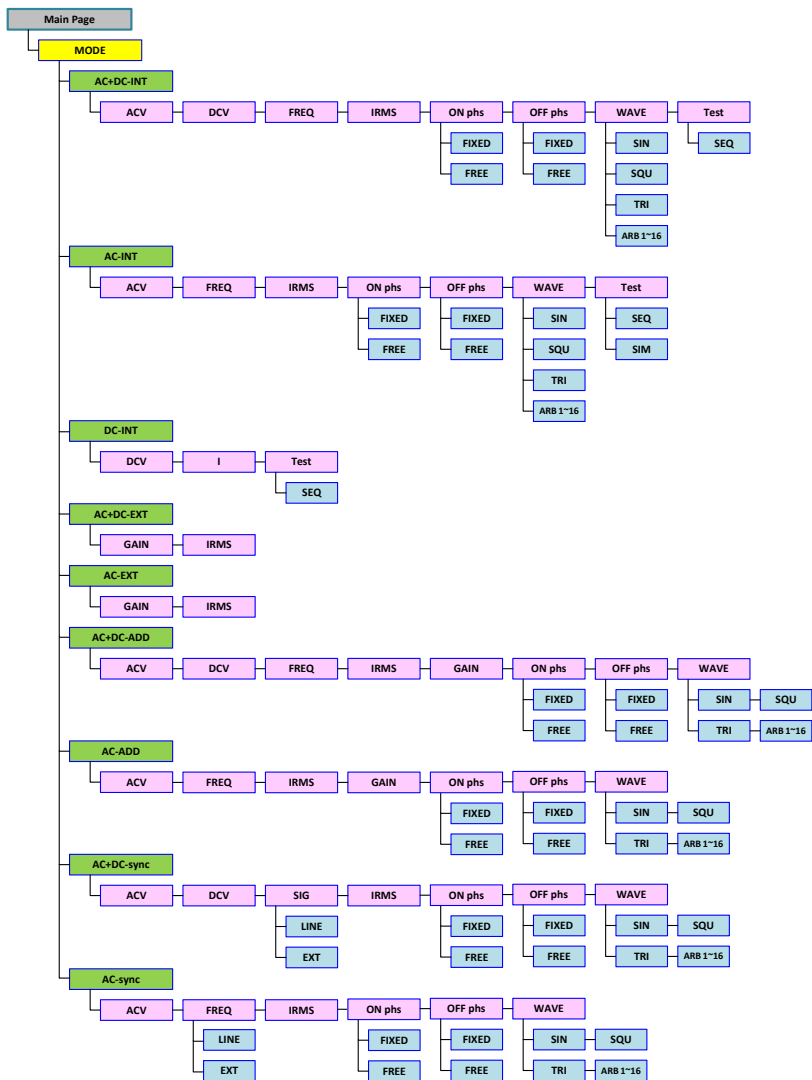 Main Page
MODE
AC+DC-INT
ACV DCV FREQ IRMS ON phs OFF phs WAVE Test
FIXED FIXED SIN SEQ
FREE FREE SQU
TRI
ARB 1~16
AC-INT
ACV FREQ IRMS ON phs OFF phs WAVE Test
FIXED FIXED SIN SEQ
FREE FREE SQU SIM
TRI
ARB 1~16
DC-INT
DCV I Test
SEQ
AC+DC-EXT
GAIN IRMS
AC-EXT
GAIN IRMS
AC+DC-ADD
ACV DCV FREQ IRMS GAIN ON phs OFF phs WAVE
FIXED FIXED SIN SQU
FREE FREE TRI ARB 1~16
AC-ADD
ACV FREQ IRMS GAIN ON phs OFF phs WAVE
FIXED FIXED SIN SQU
FREE FREE TRI ARB 1~16
AC+DC-sync
ACV DCV SIG IRMS ON phs OFF phs WAVE
LINE FIXED FIXED SIN SQU
EXT FREE FREE TRI ARB 1~16
AC-sync
ACV FREQ IRMS ON phs OFF phs WAVE
LINE FIXED FIXED SIN SQU
EXT FREE FREE TRI ARB 1~16